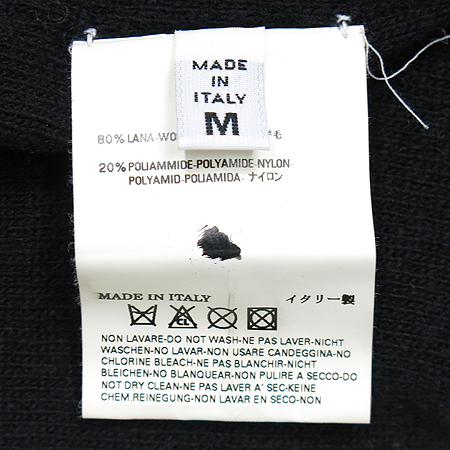 MADE
IN
ITALY
M
80% LANA-WO 毛
20% POLIAMMIDE-POLYAMIDE-NYLON-
POLYAMID-POLIAMIDA- ナイロン
MADE IN ITALY イタリー製
CL
NON LAVARE-DO NOT WASH-NE PAS LAVER-NICHT
WASCHEN-NO LAVAR-NON USARE CANDEGGINA-NO
CHLORINE BLEACH-NE PAS BLANCHIR-NICHT
BLEICHEN-NO BLANQUEAR-NON PULIRE A SECCO-DO
NOT DRY CLEAN-NE PAS LAVER A' SEC-KEINE
CHEM.REINEGUNG-NON LAVAR EN SECO-NON